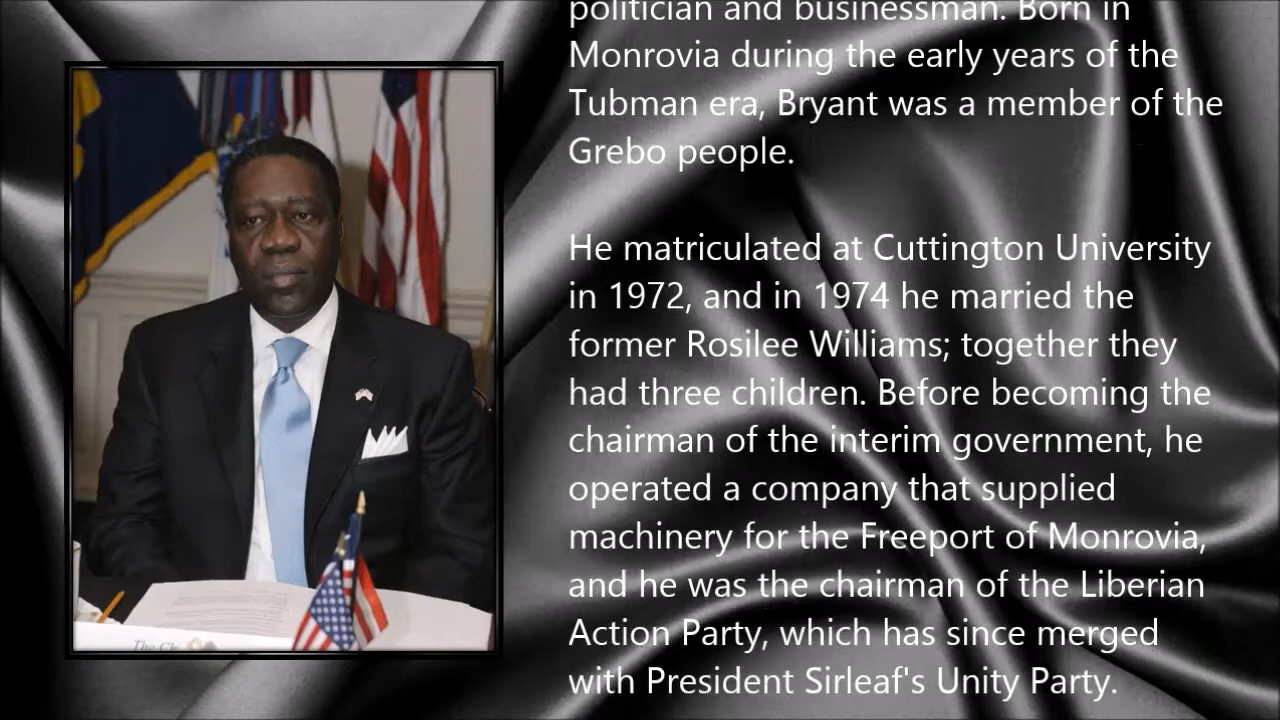 politician and businessman. Born in
Monrovia during the early years of the
Tubman era, Bryant was a member of the
Grebo people.
He matriculated at Cuttington University
in 1972, and in 1974 he married the
former Rosilee Williams; together they
had three children. Before becoming the
chairman of the interim government, he
operated a company that supplied
machinery for the Freeport of Monrovia,
and he was the chairman of the Liberian
Action Party, which has since merged
with President Sirleaf's Unity Party.